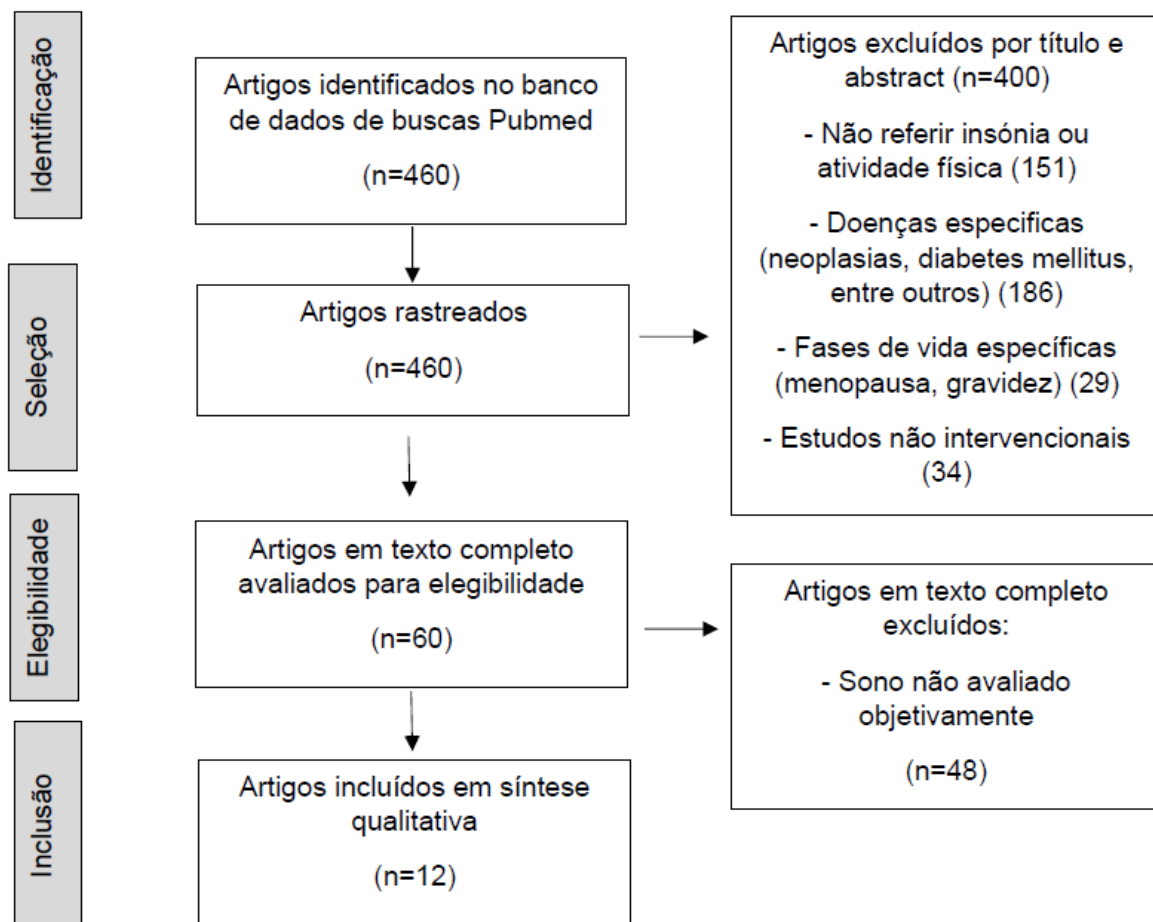 Identificação
Artigos identificados no banco
de dados de buscas Pubmed
(n=460)
Artigos excluídos por título e
abstract (n=400)
- Não referir insónia ou
atividade física (151)
- Doenças especificas
(neoplasias, diabetes mellitus,
entre outros) (186)
- Fases de vida específicas
(menopausa, gravidez) (29)
- Estudos não intervencionais
(34)
Seleção
Artigos rastreados
(n=460)
Elegibilidade
Artigos em texto completo
avaliados para elegibilidade
(n=60)
Artigos em texto completo
excluídos:
- Sono não avaliado
objetivamente
(n=48)
Inclusão
Artigos incluídos em síntese
qualitativa
(n=12)